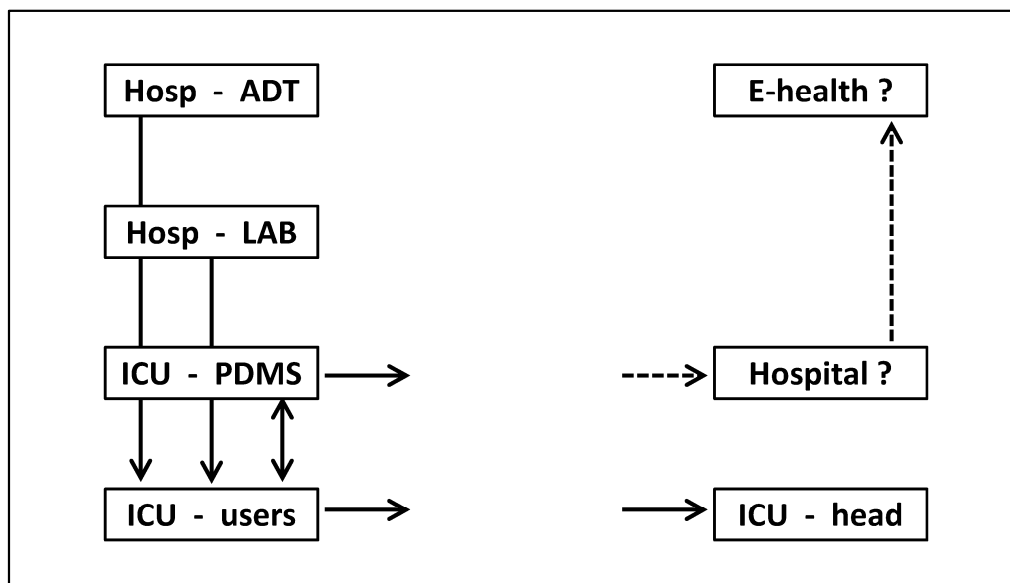 Hosp - ADT
E-health ?
Hosp - LAB
ICU - PDMS
Hospital ?
ICU - users
ICU - head